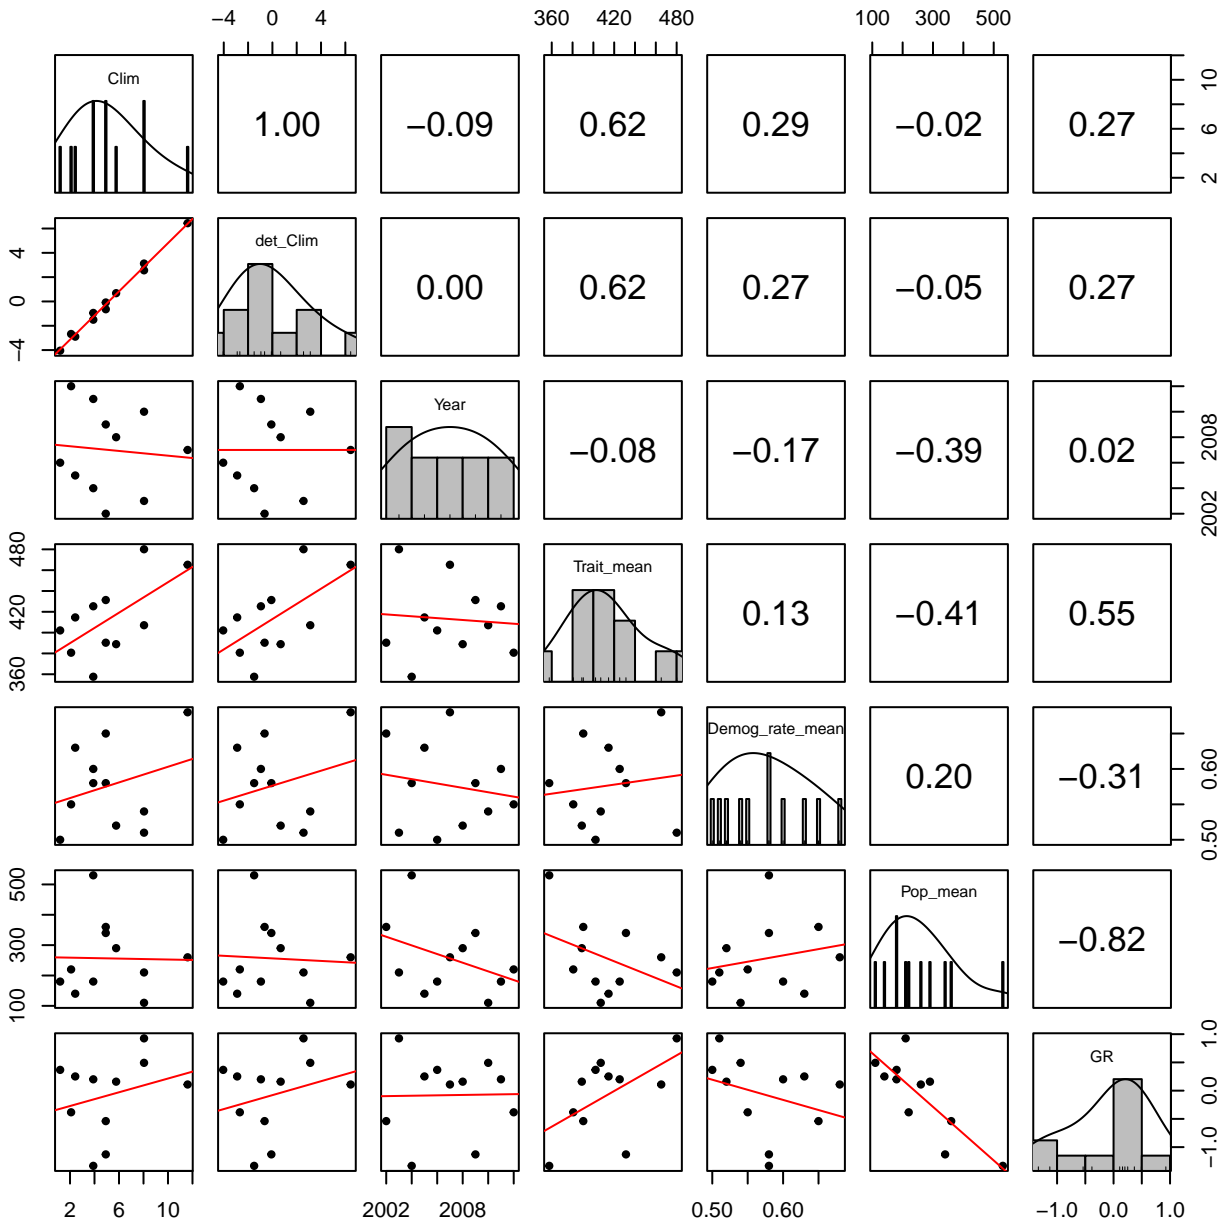 −4 0 4 360 420 480 100 300 500
Clim 1.00 −0.09 0.62 0.29 −0.02 0.27 2 6 10
−4 0 4 det_Clim 0.00 0.62 0.27 −0.05 0.27
Year −0.08 −0.17 −0.39 0.02 2002 2008
360 420 480 Trait_mean 0.13 −0.41 0.55
Demog_rate_mean 0.20 −0.31 0.50 0.60
100 300 500 Pop_mean −0.82
GR −1.0 0.0 1.0
2 6 10 2002 2008 0.50 0.60 −1.0 0.0 1.0